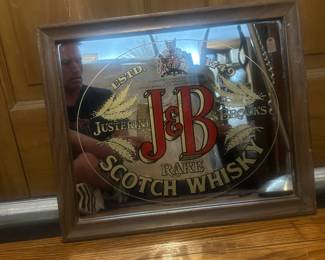 ESTD
JUSTERINI BROOKS
J&B
RARE
SCOTCH WHISKY